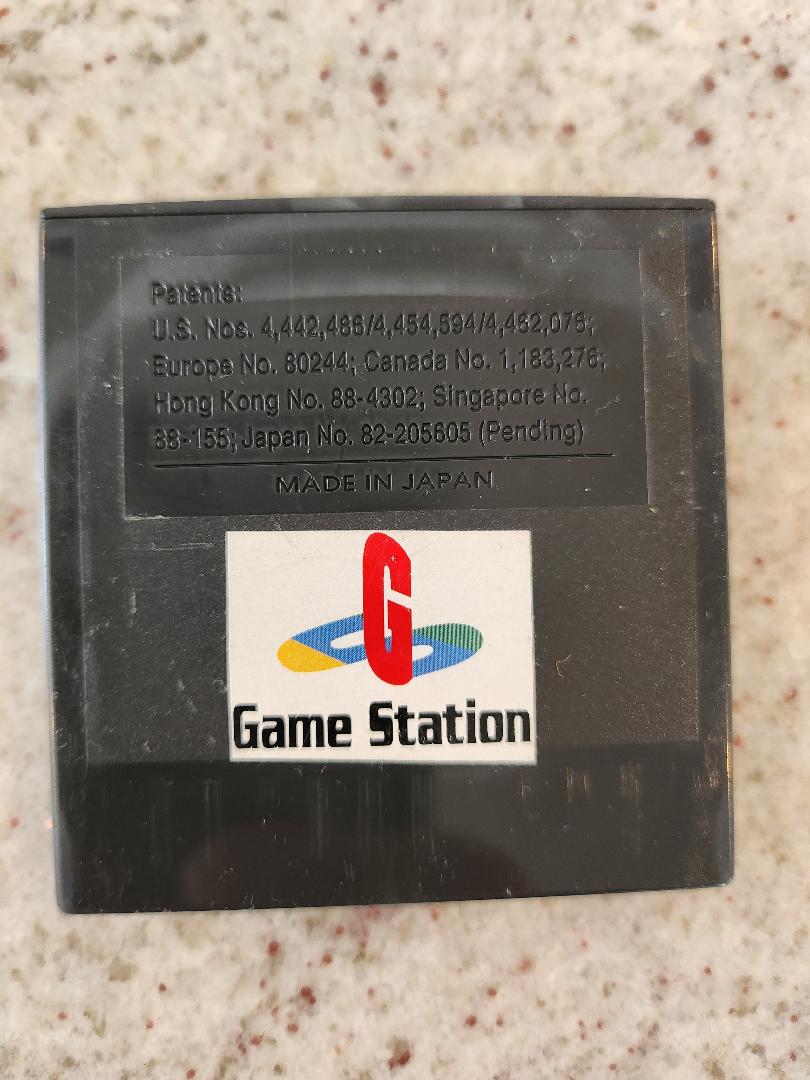 Patents:
U.S. Nos. 4,442,486/4,454,594/4,462,076;
Europe No. 80244; Canada No. 1,183,276;
Hong Kong No. 88-4302; Singapore No.
88-155; Japan No. 82-205605 (Pending)
MADE IN JAPAN
G
Game Station